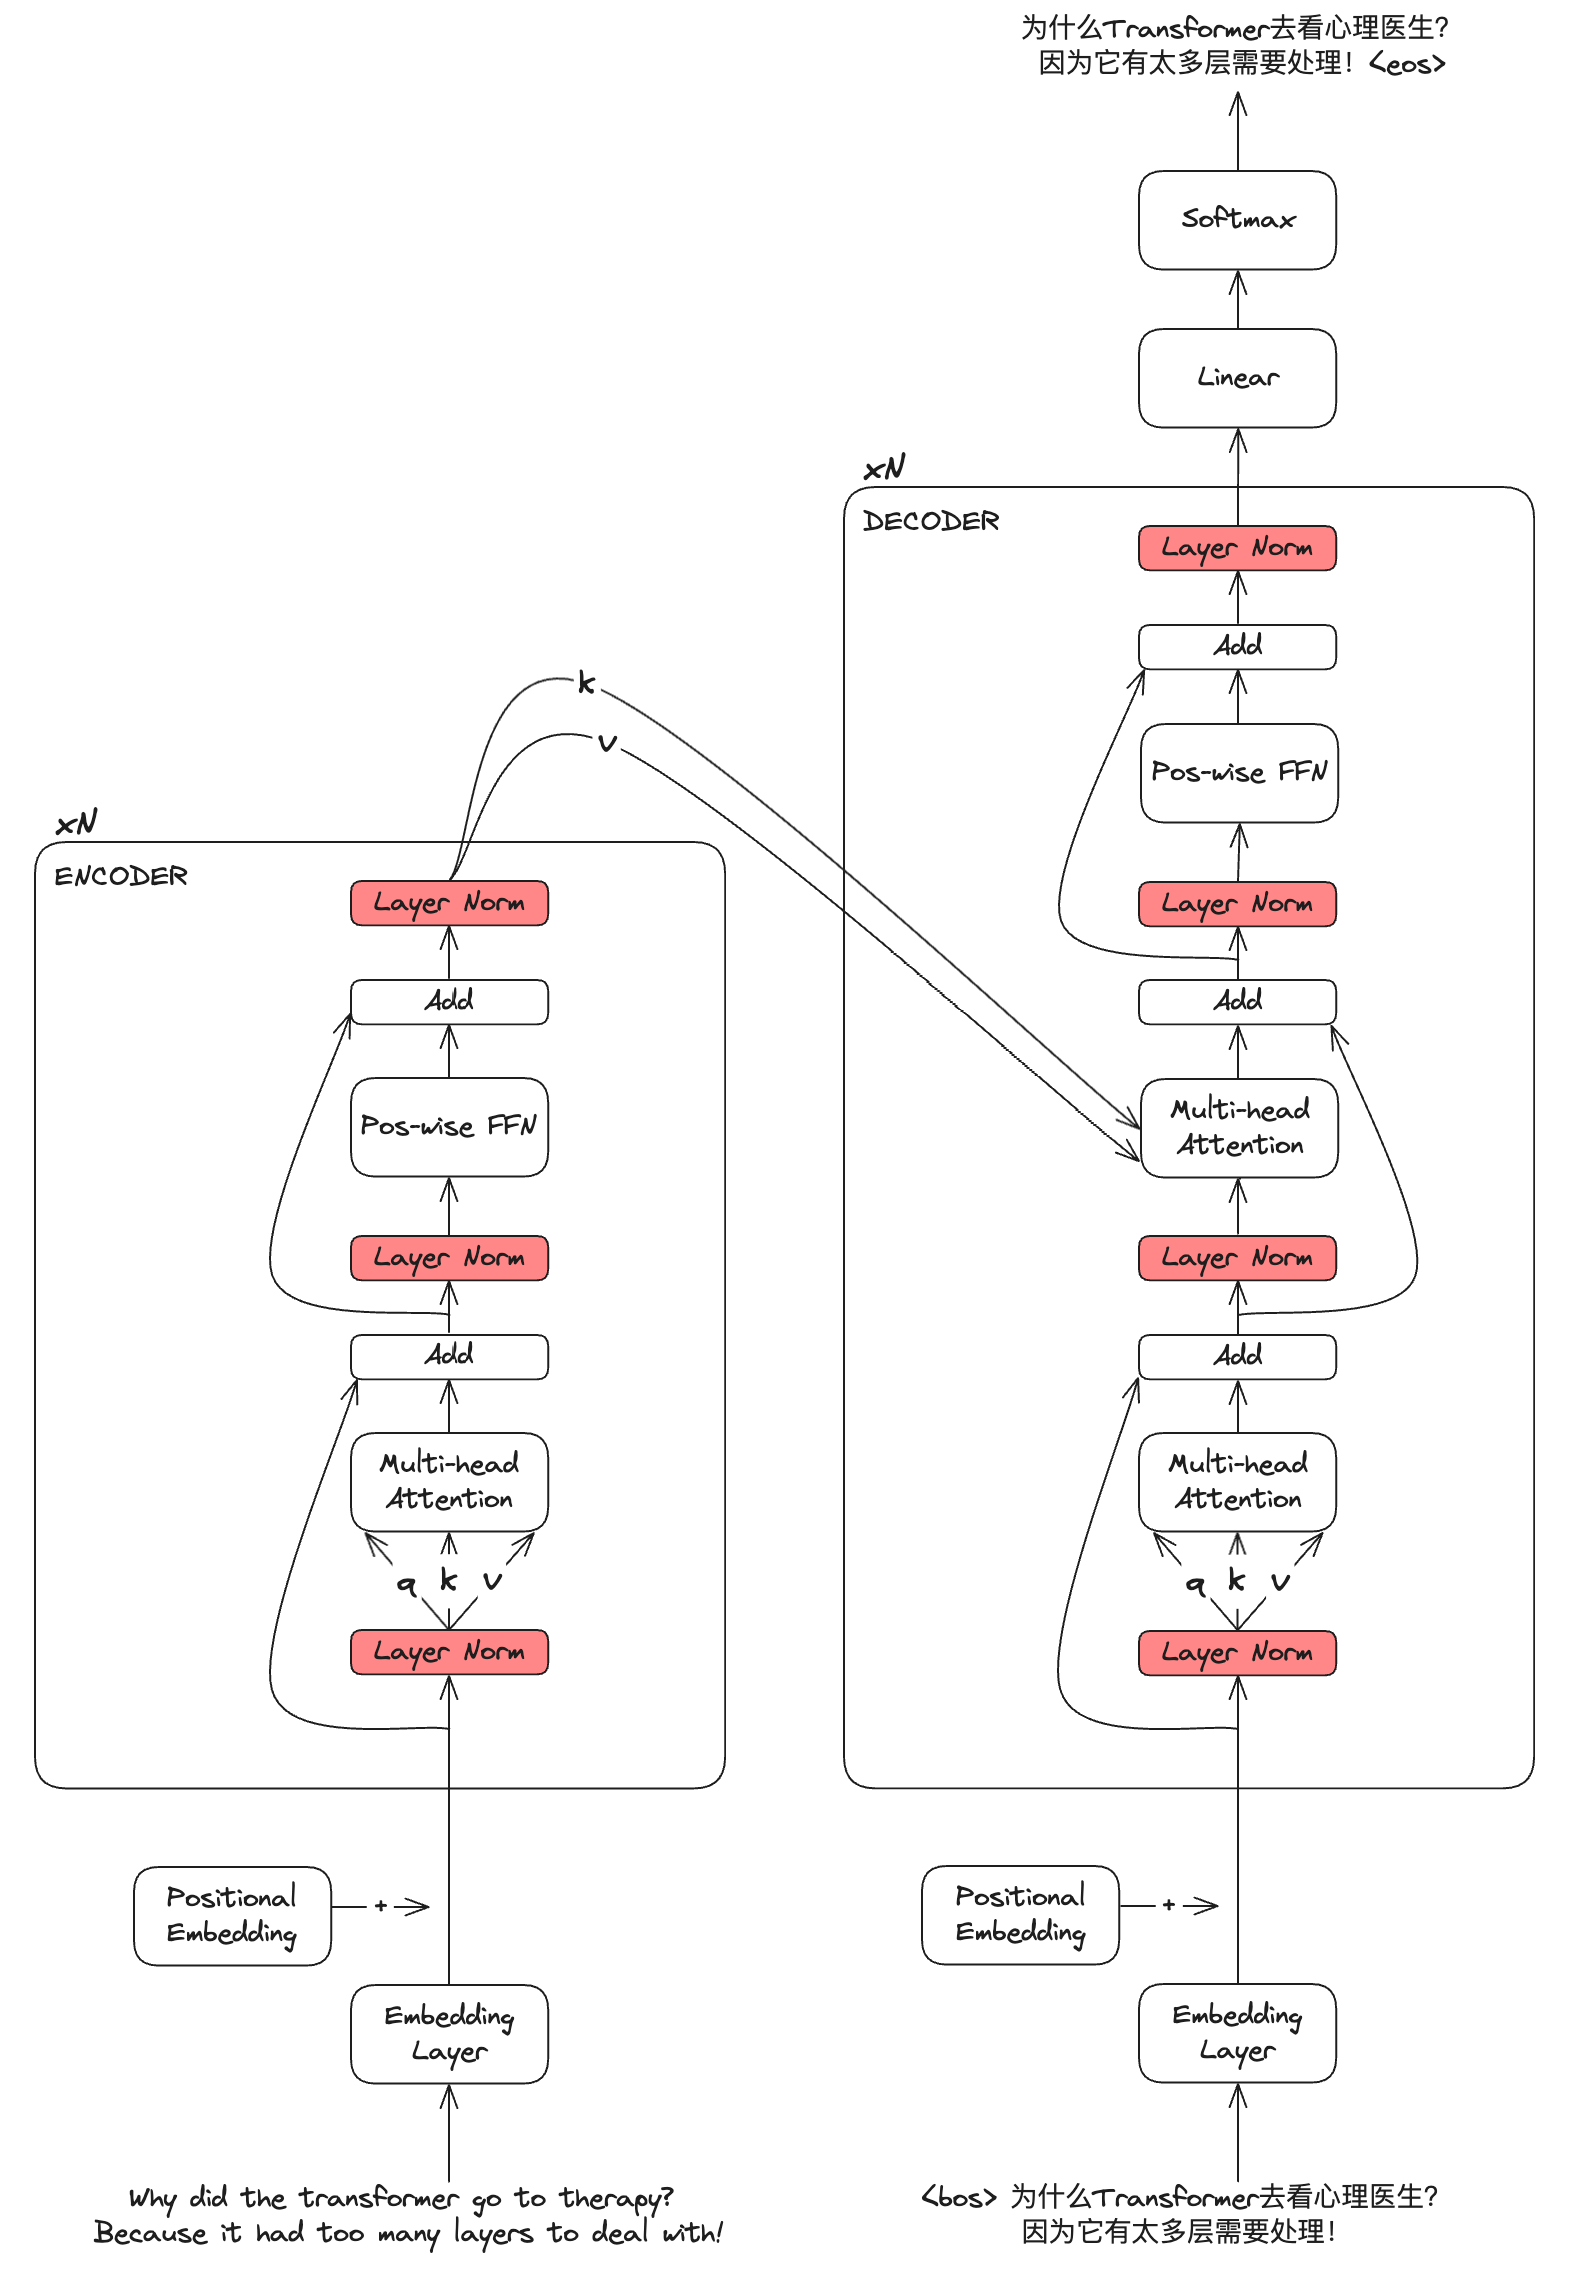 为什么Transformer去看心理医生?
因为它有太多层需要处理! <eos>
Softmax
Linear
xN
DECODER
Layer Norm
Add
Pos-wise FFN
Layer Norm
Add
Multi-head
Attention
Layer Norm
Add
Multi-head
Attention
q k v
Layer Norm
Positional
Embedding
+
Embedding
Layer
<bos> 为什么Transformer去看心理医生?
因为它有太多层需要处理!
k
v
xN
ENCODER
Layer Norm
Add
Pos-wise FFN
Layer Norm
Add
Multi-head
Attention
q k v
Layer Norm
Positional
Embedding
+
Embedding
Layer
Why did the transformer go to therapy?
Because it had too many layers to deal with!